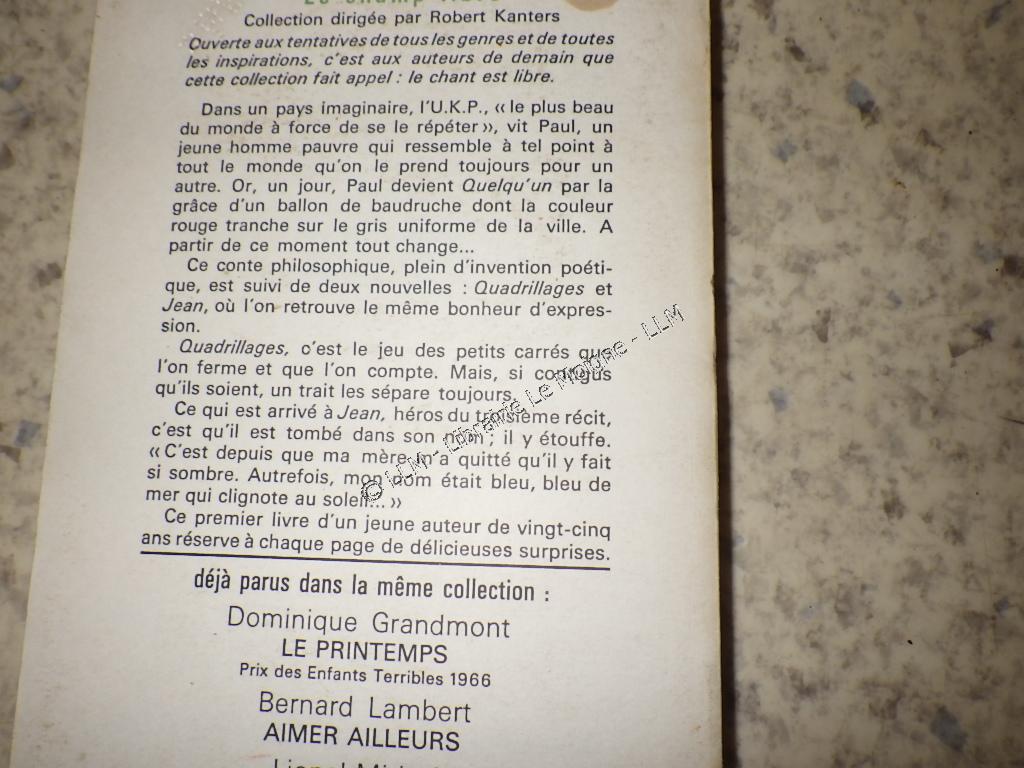 Collection dirigée par Robert Kanters
Ouverte aux tentatives de tous les genres et de toutes
les inspirations, c'est aux auteurs de demain que
cette collection fait appel : le chant est libre.
Dans un pays imaginaire, l'U.K.P., « le plus beau
du monde à force de se le répéter », vit Paul, un
jeune homme pauvre qui ressemble à tel point à
tout le monde qu'on le prend toujours pour un
autre. Or, un jour, Paul devient Quelqu'un par la
grâce d'un ballon de baudruche dont la couleur
rouge tranche sur le gris uniforme de la ville. A
partir de ce moment tout change...
Ce conte philosophique, plein d'invention poéti-
que, est suivi de deux nouvelles : Quadrillages et
Jean, où l'on retrouve le même bonheur d'expres-
sion.
Quadrillages, c'est le jeu des petits carrés que
l'on ferme et que l'on compte. Mais, si contigus
qu'ils soient, un trait les sépare toujours.
Ce qui est arrivé à Jean, héros du troisième récit,
c'est qu'il est tombé dans son nom ; il y étouffe.
« C'est depuis que ma mère m'a quitté qu'il y fait
si sombre. Autrefois, mon nom était bleu, bleu de
mer qui clignote au soleil... »
Ce premier livre d'un jeune auteur de vingt-cinq
ans réserve à chaque page de délicieuses surprises.
déjà parus dans la même collection :
Dominique Grandmont
LE PRINTEMPS
Prix des Enfants Terribles 1966
Bernard Lambert
AIMER AILLEURS
Lionel
© LLM - Librairie Le Moine - LLM